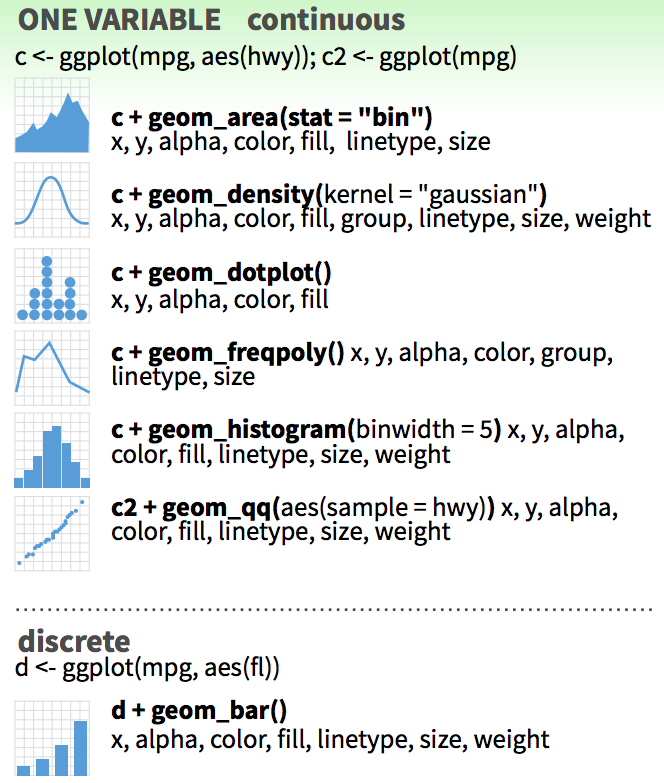 ONE VARIABLE continuous
c <- ggplot(mpg, aes(hwy)); c2 <- ggplot(mpg)
c + geom_area(stat = "bin")
x, y, alpha, color, fill, linetype, size
c + geom_density(kernel = "gaussian")
x, y, alpha, color, fill, group, linetype, size, weight
c + geom_dotplot()
x, y, alpha, color, fill
c + geom_freqpoly() x, y, alpha, color, group,
linetype, size
c + geom_histogram(binwidth = 5) x, y, alpha,
color, fill, linetype, size, weight
c2 + geom_qq(aes(sample = hwy)) x, y, alpha,
color, fill, linetype, size, weight
discrete
d <- ggplot(mpg, aes(fl))
d + geom_bar()
x, alpha, color, fill, linetype, size, weight